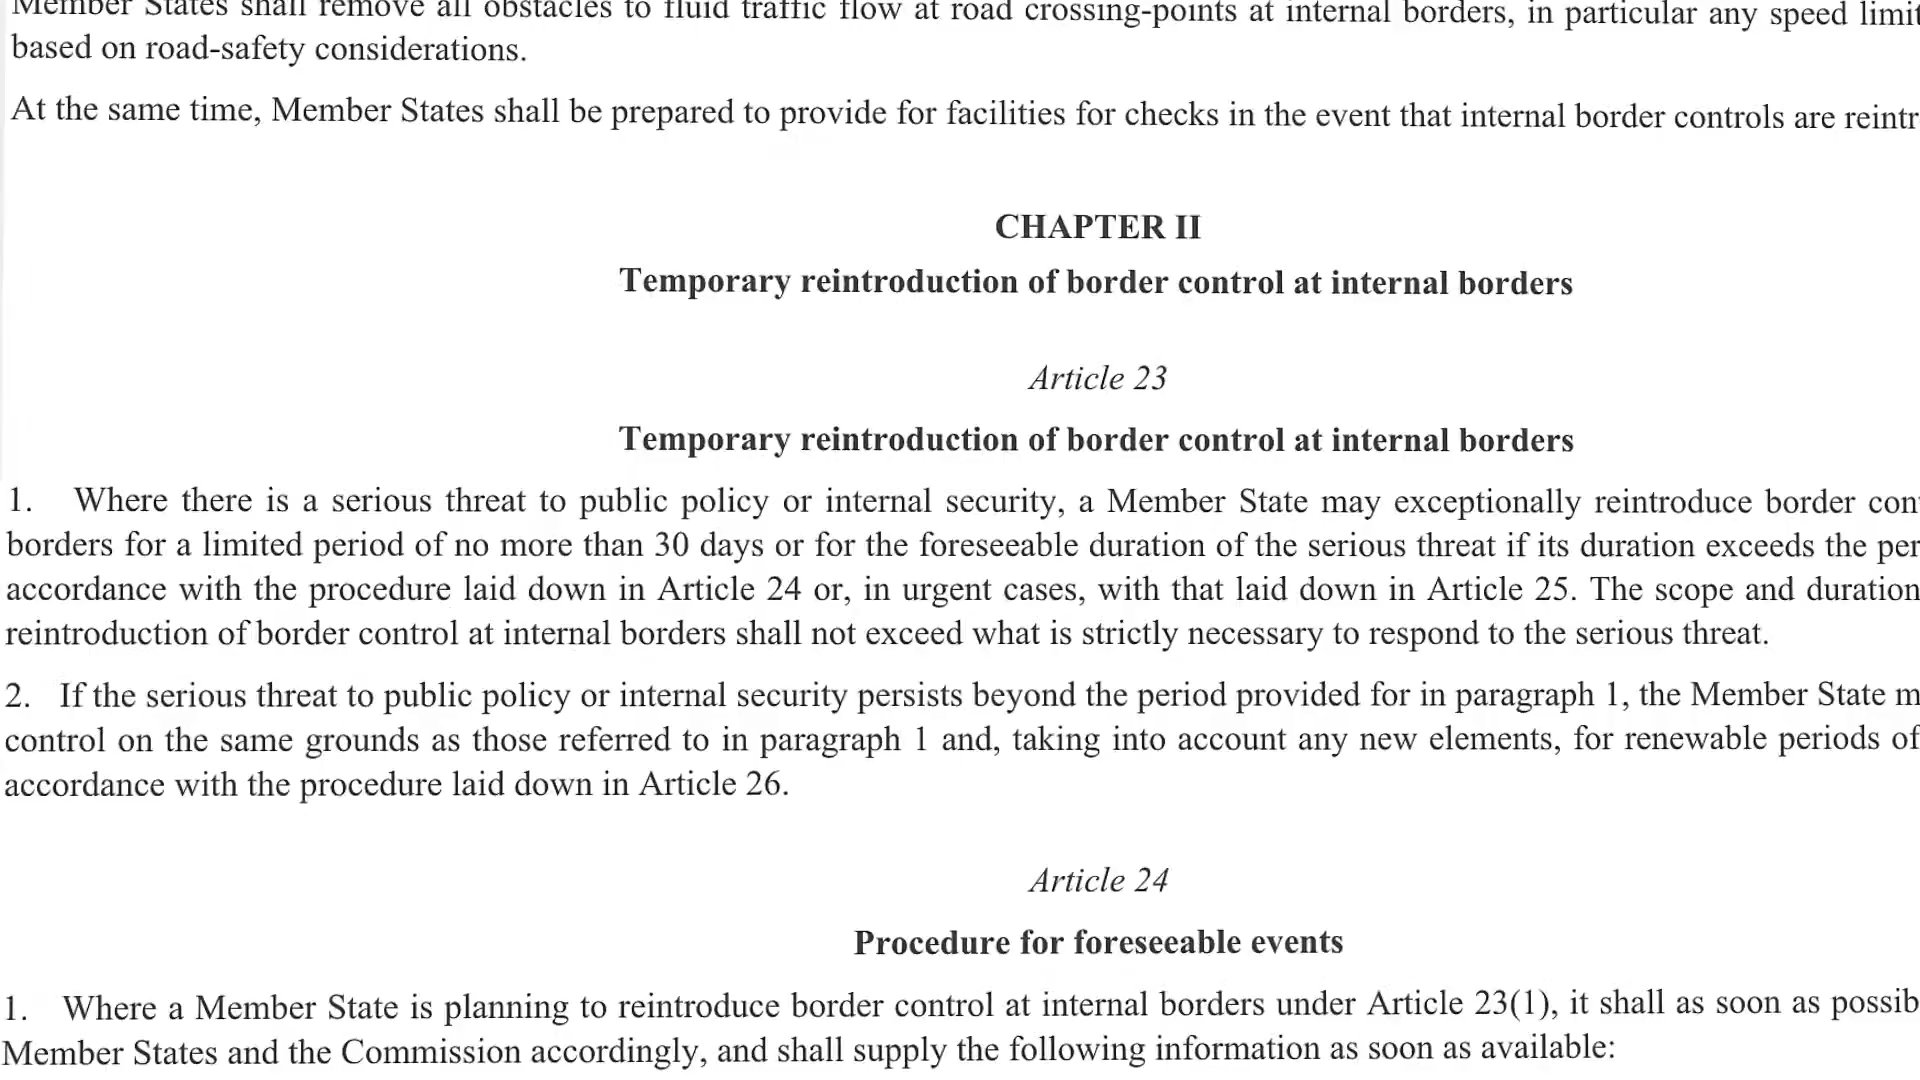 Member States shall remove all obstacles to fluid traffic flow at road crossing-points at internal borders, in particular any speed limit
based on road-safety considerations.
At the same time, Member States shall be prepared to provide for facilities for checks in the event that internal border controls are reintr
CHAPTER II
Temporary reintroduction of border control at internal borders
Article 23
Temporary reintroduction of border control at internal borders
1. Where there is a serious threat to public policy or internal security, a Member State may exceptionally reintroduce border con
borders for a limited period of no more than 30 days or for the foreseeable duration of the serious threat if its duration exceeds the per
accordance with the procedure laid down in Article 24 or, in urgent cases, with that laid down in Article 25. The scope and duration
reintroduction of border control at internal borders shall not exceed what is strictly necessary to respond to the serious threat.
2. If the serious threat to public policy or internal security persists beyond the period provided for in paragraph 1, the Member State m
control on the same grounds as those referred to in paragraph 1 and, taking into account any new elements, for renewable periods of
accordance with the procedure laid down in Article 26.
Article 24
Procedure for foreseeable events
1. Where a Member State is planning to reintroduce border control at internal borders under Article 23(1), it shall as soon as possib
Member States and the Commission accordingly, and shall supply the following information as soon as available: